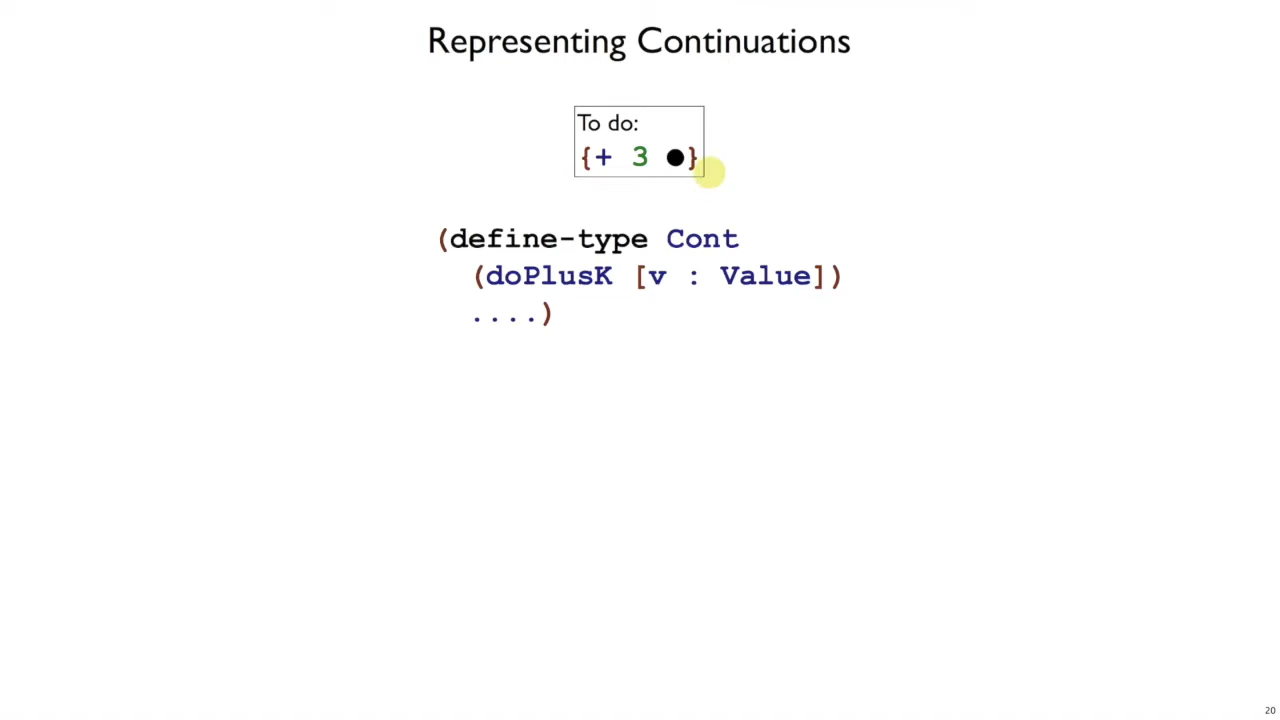 Representing Continuations
To do:
{+ 3 ●}
(define-type Cont
(doPlusK [v : Value])
....)
20